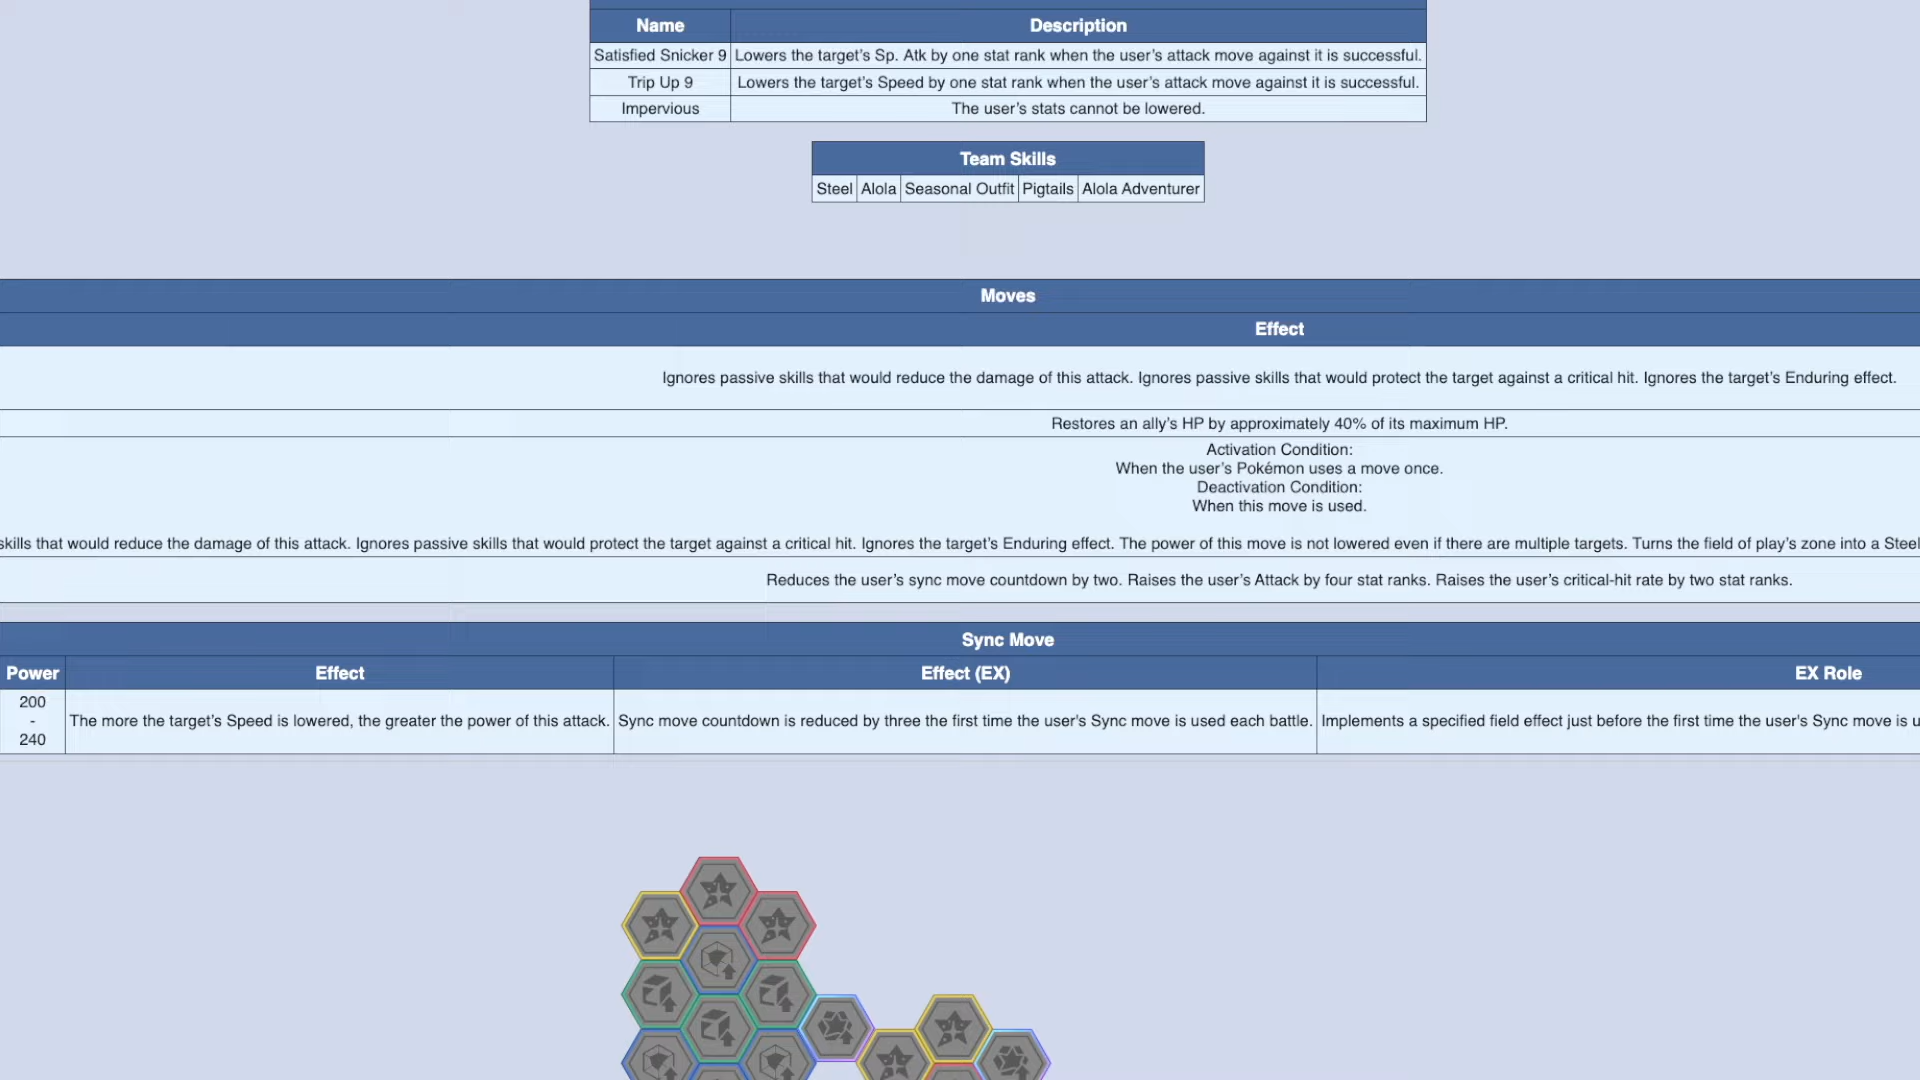 Name Description
Satisfied Snicker 9 Lowers the target's Sp. Atk by one stat rank when the user's attack move against it is successful.
Trip Up 9 Lowers the target's Speed by one stat rank when the user's attack move against it is successful.
Impervious The user's stats cannot be lowered.
Team Skills
Steel Alola Seasonal Outfit Pigtails Alola Adventurer
Moves
Effect
Ignores passive skills that would reduce the damage of this attack. Ignores passive skills that would protect the target against a critical hit. Ignores the target's Enduring effect.
Restores an ally's HP by approximately 40% of its maximum HP.
Activation Condition:
When the user's Pokémon uses a move once.
Deactivation Condition:
When this move is used.
skills that would reduce the damage of this attack. Ignores passive skills that would protect the target against a critical hit. Ignores the target's Enduring effect. The power of this move is not lowered even if there are multiple targets. Turns the field of play's zone into a Steel
Reduces the user's sync move countdown by two. Raises the user's Attack by four stat ranks. Raises the user's critical-hit rate by two stat ranks.
Sync Move
Power Effect Effect (EX) EX Role
200
-
240
The more the target's Speed is lowered, the greater the power of this attack. Sync move countdown is reduced by three the first time the user's Sync move is used each battle. Implements a specified field effect just before the first time the user's Sync move is u